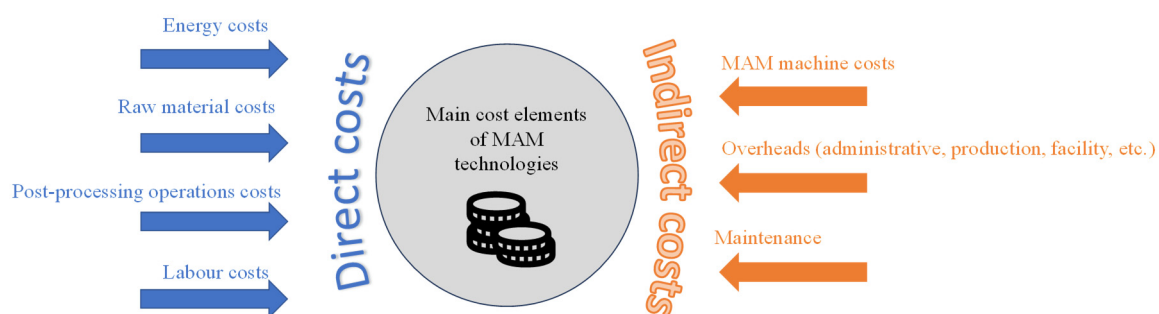 Energy costs
Raw material costs
Post-processing operations costs
Labour costs
Direct costs
Main cost elements
of MAM
technologies
Indirect costs
MAM machine costs
Overheads (administrative, production, facility, etc.)
Maintenance